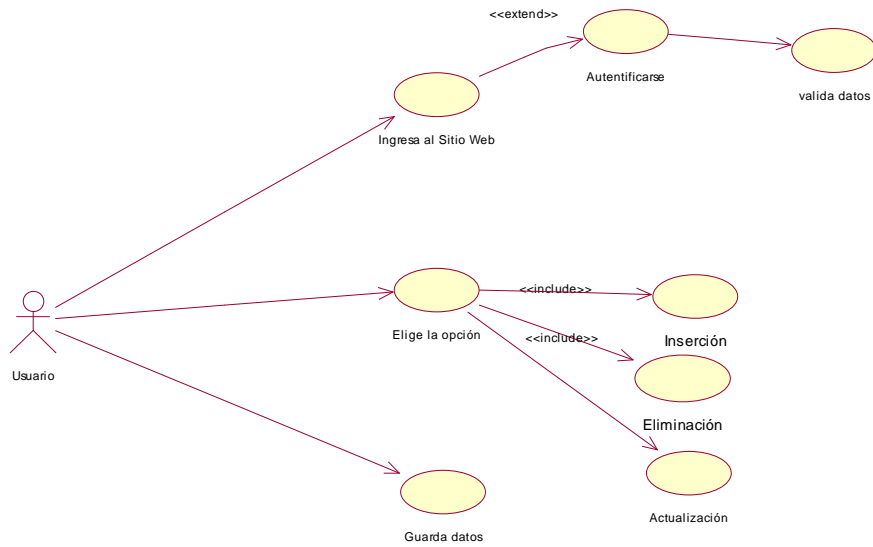 <<extend>>
Autentificarse
valida datos
Ingresa al Sitio Web
<<include>>
Inserción
<<include>>
Elige la opción
Usuario
Eliminación
Actualización
Guarda datos